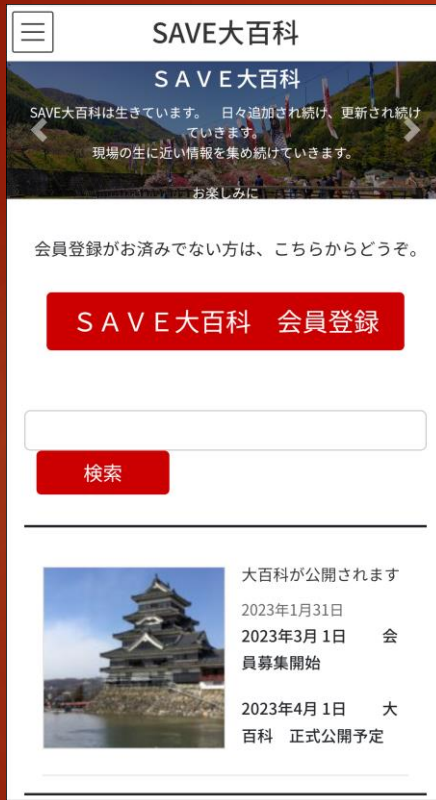 SAVE大百科
ＳＡＶＥ大百科
SAVE大百科は生きています。　日々追加され続け、更新され続け
ていきます。
現場の生に近い情報を集め続けていきます。
お楽しみに
会員登録がお済みでない方は、こちらからどうぞ。
ＳＡＶＥ大百科　会員登録
検索
大百科が公開されます
2023年1月31日
2023年3月 1日　　会
員募集開始
2023年4月 1日　　大
百科　正式公開予定